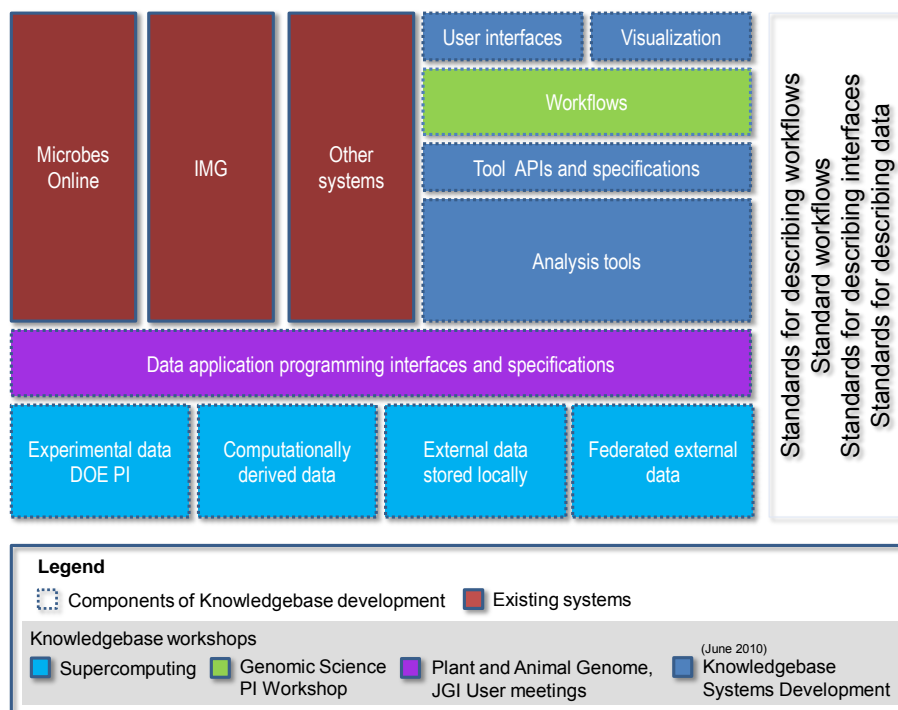 User interfaces
Visualization
Workflows
Microbes
Online
IMG
Other
systems
Tool APIs and specifications
Analysis tools
Data application programming interfaces and specifications
Experimental data
DOE PI
Computationally
derived data
External data
stored locally
Federated external
data
Standards for describing workflows
Standard workflows
Standards for describing interfaces
Standards for describing data
Legend
Components of Knowledgebase development
Existing systems
Knowledgebase workshops
Supercomputing
Genomic Science
PI Workshop
Plant and Animal Genome,
JGI User meetings
(June 2010)
Knowledgebase
Systems Development